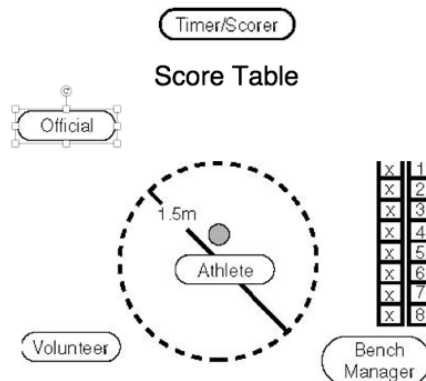 Timer/Scorer
Score Table
Official
1.5m
Athlete
x 1
x 2
x 3
x 4
x 5
x 6
x 7
x 8
Volunteer
Bench
Manager